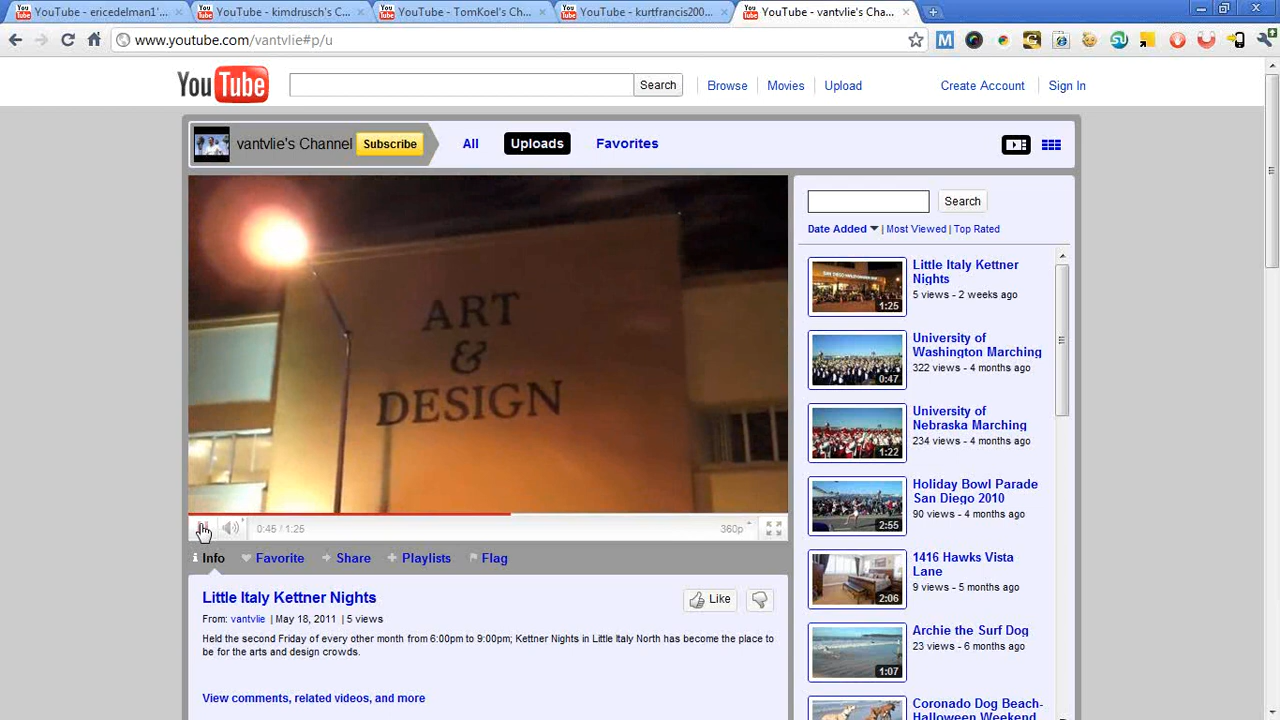 YouTube - ericedelman1'...
YouTube - kimdrusch's C...
YouTube - TomKoel's Ch...
YouTube - kurtfrancis200...
YouTube - vantvlie's Cha...
www.youtube.com/vantvlie#p/u
YouTube
Search
Browse
Movies
Upload
Create Account
Sign In
vantvlie's Channel
Subscribe
All
Uploads
Favorites
ART
&
DESIGN
0:45 / 1:25
360p
Info
Favorite
Share
Playlists
Flag
Little Italy Kettner Nights
Like
From: vantvlie | May 18, 2011 | 5 views
Held the second Friday of every other month from 6:00pm to 9:00pm; Kettner Nights in Little Italy North has become the place to
be for the arts and design crowds.
View comments, related videos, and more
Search
Date Added | Most Viewed | Top Rated
Little Italy Kettner
Nights
5 views - 2 weeks ago
1:25
University of
Washington Marching
322 views - 4 months ago
0:47
University of
Nebraska Marching
234 views - 4 months ago
1:22
Holiday Bowl Parade
San Diego 2010
90 views - 4 months ago
2:55
1416 Hawks Vista
Lane
9 views - 5 months ago
2:06
Archie the Surf Dog
23 views - 6 months ago
1:07
Coronado Dog Beach-
Halloween Weekend